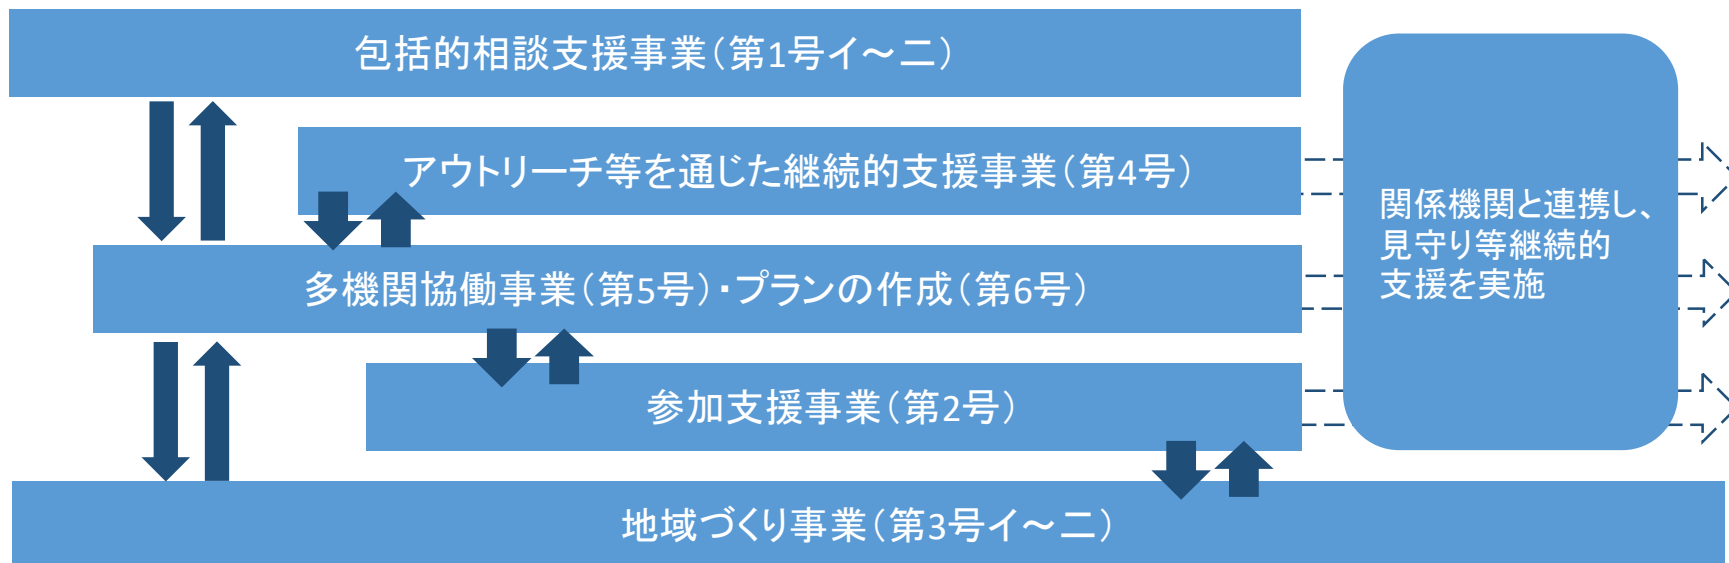 包括的相談支援事業（第1号イ～ニ）
アウトリーチ等を通じた継続的支援事業（第4号）
多機関協働事業（第5号）・プランの作成（第6号）
参加支援事業（第2号）
地域づくり事業（第3号イ～ニ）
関係機関と連携し、
見守り等継続的
支援を実施